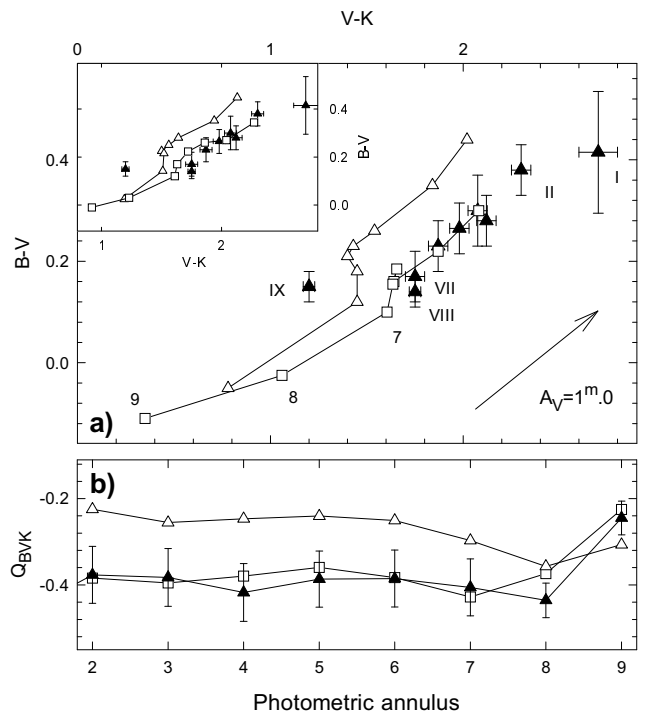 V-K
0 1 2
0.4
0.2
0.0
B-V
1 2
V-K
0.4
0.2
0.0
B-V
I
II
VII
VIII
IX
7
8
9
a)
A_V=1^m.0
b)
-0.2
-0.4
Q_BVK
2 3 4 5 6 7 8 9
Photometric annulus